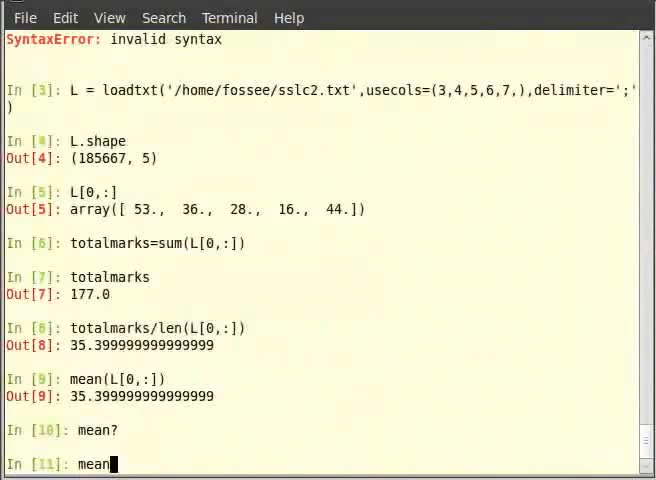 File Edit View Search Terminal Help
SyntaxError: invalid syntax
In [3]: L = loadtxt('/home/fossee/sslc2.txt',usecols=(3,4,5,6,7,),delimiter=';'
)
In [4]: L.shape
Out[4]: (185667, 5)
In [5]: L[0,:]
Out[5]: array([ 53.,  36.,  28.,  16.,  44.])
In [6]: totalmarks=sum(L[0,:])
In [7]: totalmarks
Out[7]: 177.0
In [8]: totalmarks/len(L[0,:])
Out[8]: 35.399999999999999
In [9]: mean(L[0,:])
Out[9]: 35.399999999999999
In [10]: mean?
In [11]: mean